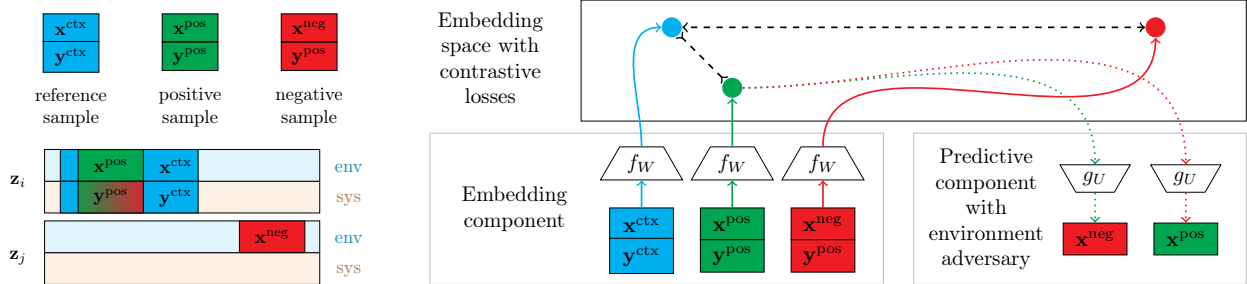 x^ctx
y^ctx
x^pos
y^pos
x^neg
y^pos
reference
sample
positive
sample
negative
sample
z_i
x^pos
x^ctx
env
y^pos
y^ctx
sys
z_j
x^neg
env
sys
Embedding
space with
contrastive
losses
Embedding
component
f_W
f_W
f_W
x^ctx
y^ctx
x^pos
y^pos
x^neg
y^pos
Predictive
component
with
environment
adversary
g_U
g_U
x^neg
x^pos